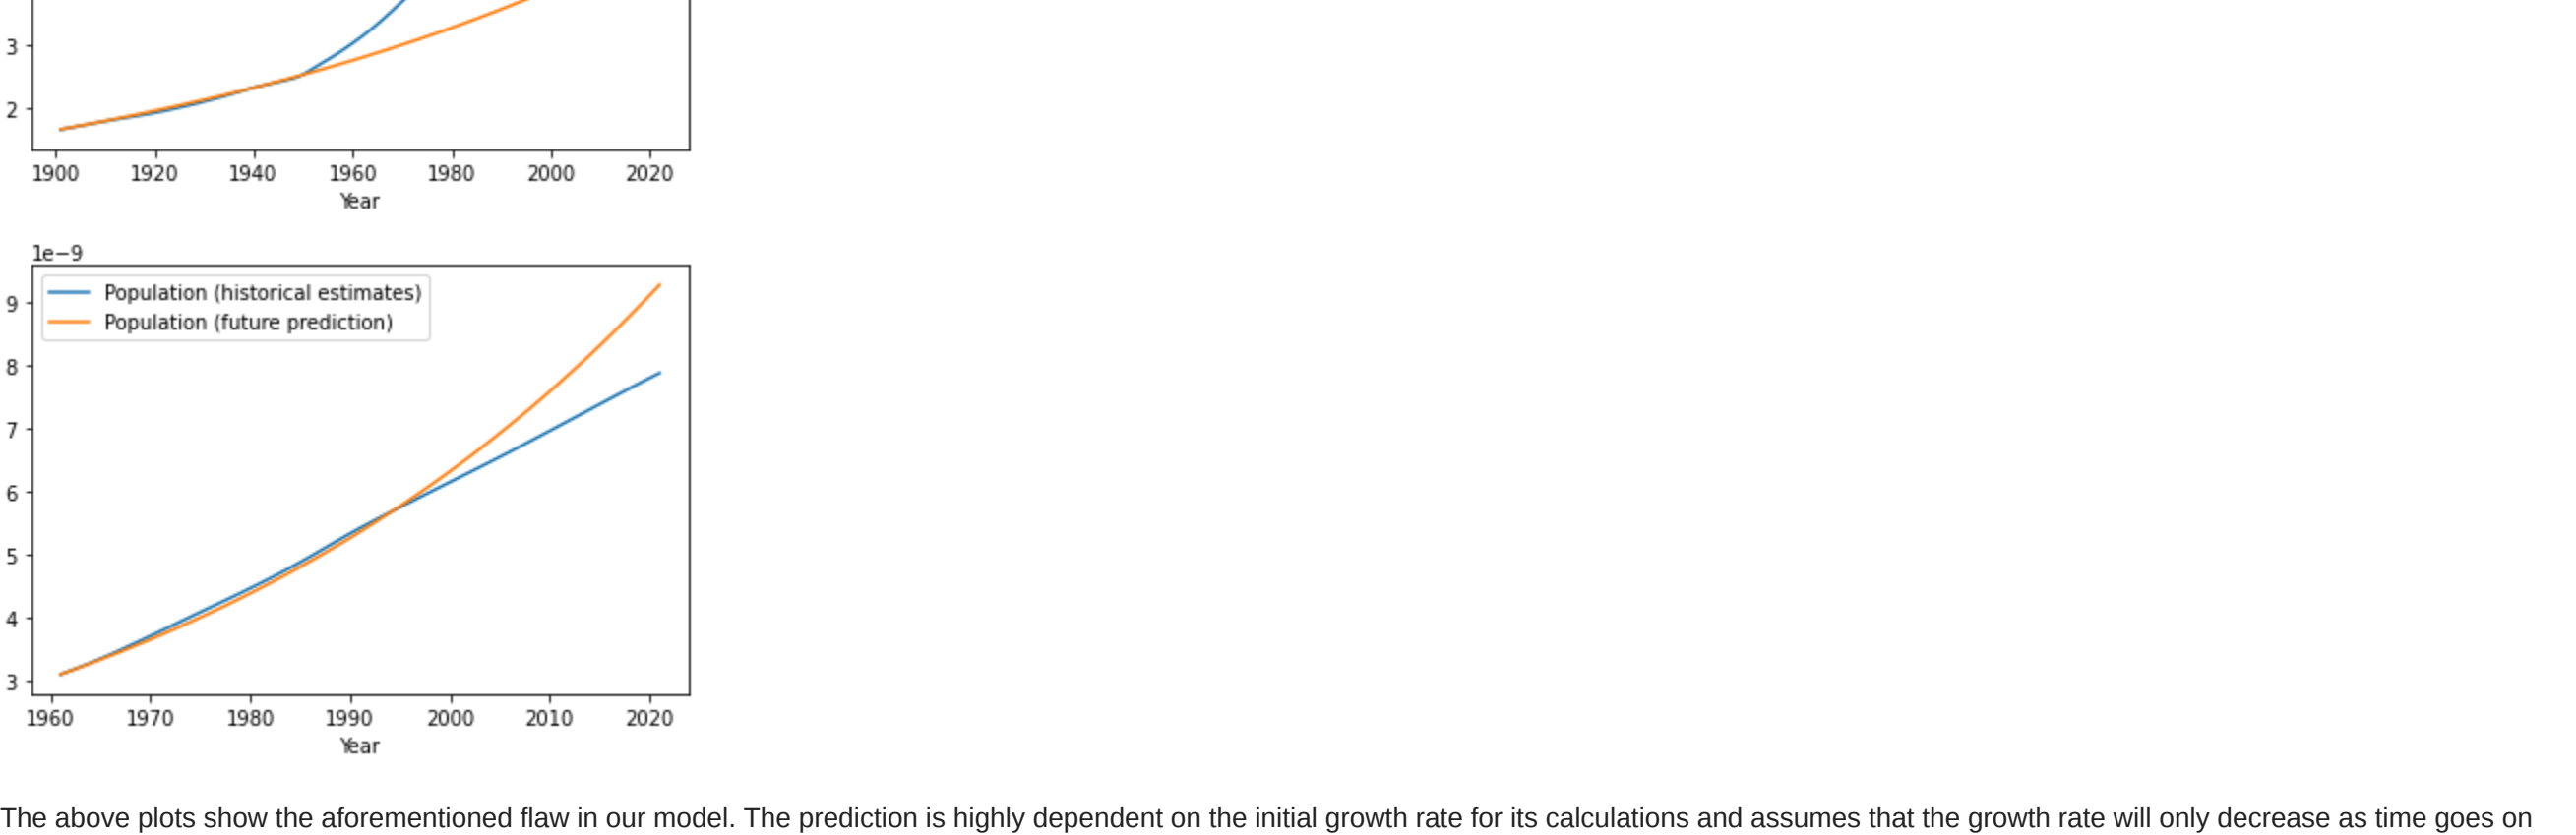 3
2
1900 1920 1940 1960 1980 2000 2020
Year
1e−9
Population (historical estimates)
Population (future prediction)
9
8
7
6
5
4
3
1960 1970 1980 1990 2000 2010 2020
Year
The above plots show the aforementioned flaw in our model. The prediction is highly dependent on the initial growth rate for its calculations and assumes that the growth rate will only decrease as time goes on